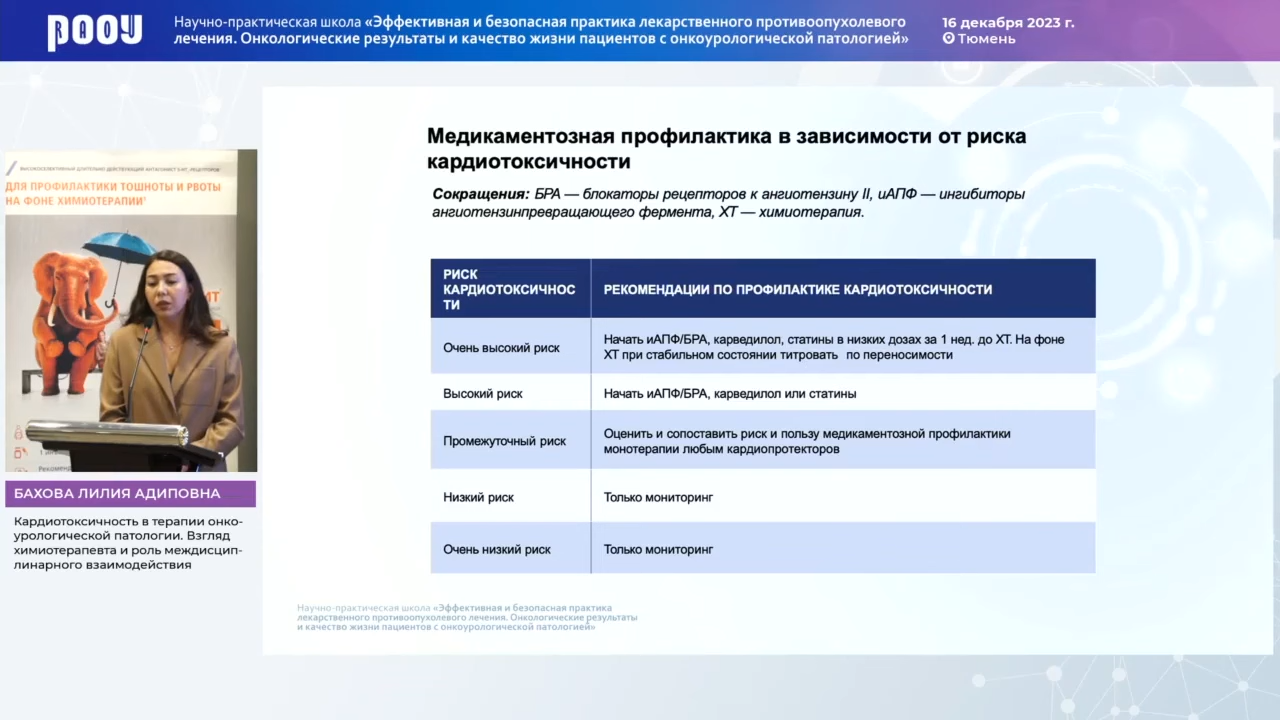 РООУ
RAOU
Научно-практическая школа «Эффективная и безопасная практика лекарственного противоопухолевого
лечения. Онкологические результаты и качество жизни пациентов с онкоурологической патологией»
16 декабря 2023 г.
Тюмень
ДЛЯ ПРОФИЛАКТИКИ ТОШНОТЫ И РВОТЫ
НА ФОНЕ ХИМИОТЕРАПИИ
БАХОВА ЛИЛИЯ АДИПОВНА
Кардиотоксичность в терапии онко-
урологической патологии. Взгляд
химиотерапевта и роль междисцип-
линарного взаимодействия
Медикаментозная профилактика в зависимости от риска
кардиотоксичности
Сокращения: БРА — блокаторы рецепторов к ангиотензину II, иАПФ — ингибиторы
ангиотензинпревращающего фермента, ХТ — химиотерапия.
РИСК
КАРДИОТОКСИЧНОС
ТИ
РЕКОМЕНДАЦИИ ПО ПРОФИЛАКТИКЕ КАРДИОТОКСИЧНОСТИ
Очень высокий риск
Начать иАПФ/БРА, карведилол, статины в низких дозах за 1 нед. до ХТ. На фоне
ХТ при стабильном состоянии титровать по переносимости
Высокий риск
Начать иАПФ/БРА, карведилол или статины
Промежуточный риск
Оценить и сопоставить риск и пользу медикаментозной профилактики
монотерапии любым кардиопротекторов
Низкий риск
Только мониторинг
Очень низкий риск
Только мониторинг
Научно-практическая школа «Эффективная и безопасная практика
лекарственного противоопухолевого лечения. Онкологические результаты
и качество жизни пациентов с онкоурологической патологией»